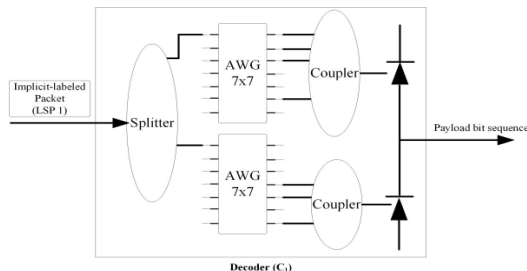 Implicit-labeled
Packet
(LSP 1)
Splitter
AWG
7x7
Coupler
AWG
7x7
Coupler
Payload bit sequence
Decoder (C₁)